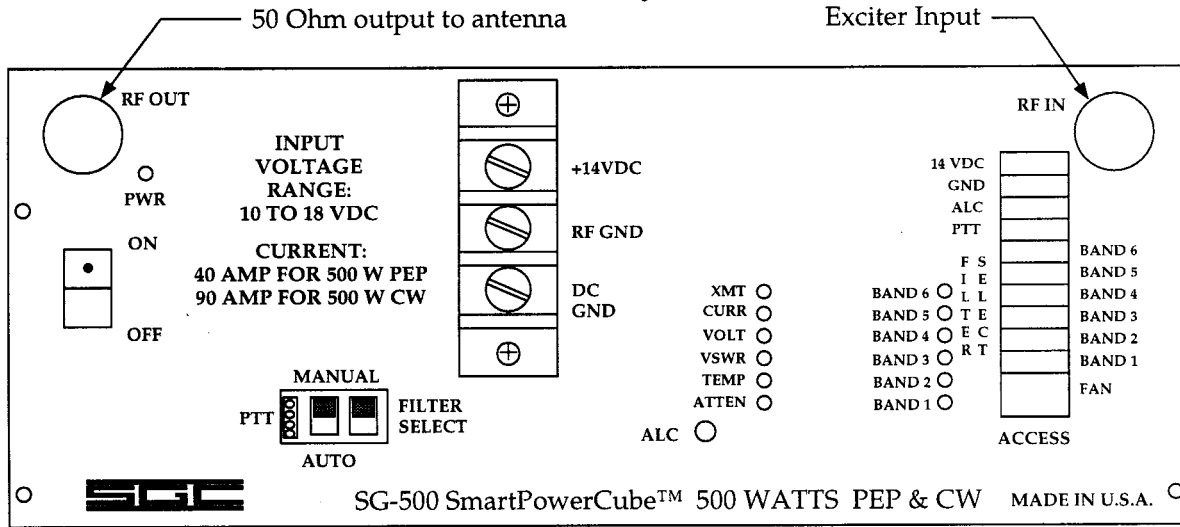 50 Ohm output to antenna
Exciter Input
RF OUT
RF IN
PWR
ON
OFF
INPUT
VOLTAGE
RANGE:
10 TO 18 VDC
CURRENT:
40 AMP FOR 500 W PEP
90 AMP FOR 500 W CW
+14VDC
RF GND
DC
GND
MANUAL
PTT
FILTER
SELECT
AUTO
XMT
CURR
VOLT
VSWR
TEMP
ATTEN
ALC
BAND 6
BAND 5
BAND 4
BAND 3
BAND 2
BAND 1
FILTER
SELECT
14 VDC
GND
ALC
PTT
BAND 6
BAND 5
BAND 4
BAND 3
BAND 2
BAND 1
FAN
ACCESS
SGC
SG-500 SmartPowerCube™ 500 WATTS PEP & CW
MADE IN U.S.A.